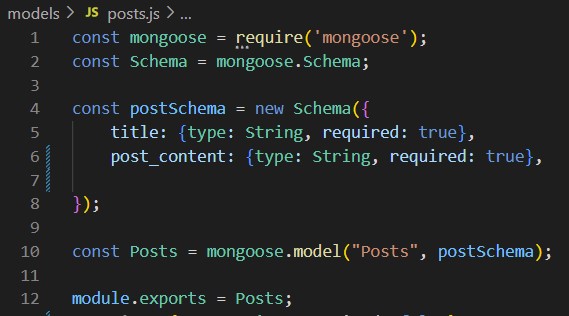 models > JS posts.js > ...
1 const mongoose = require('mongoose');
2 const Schema = mongoose.Schema;
3
4 const postSchema = new Schema({
5 title: {type: String, required: true},
6 post_content: {type: String, required: true},
7
8 });
9
10 const Posts = mongoose.model("Posts", postSchema);
11
12 module.exports = Posts;